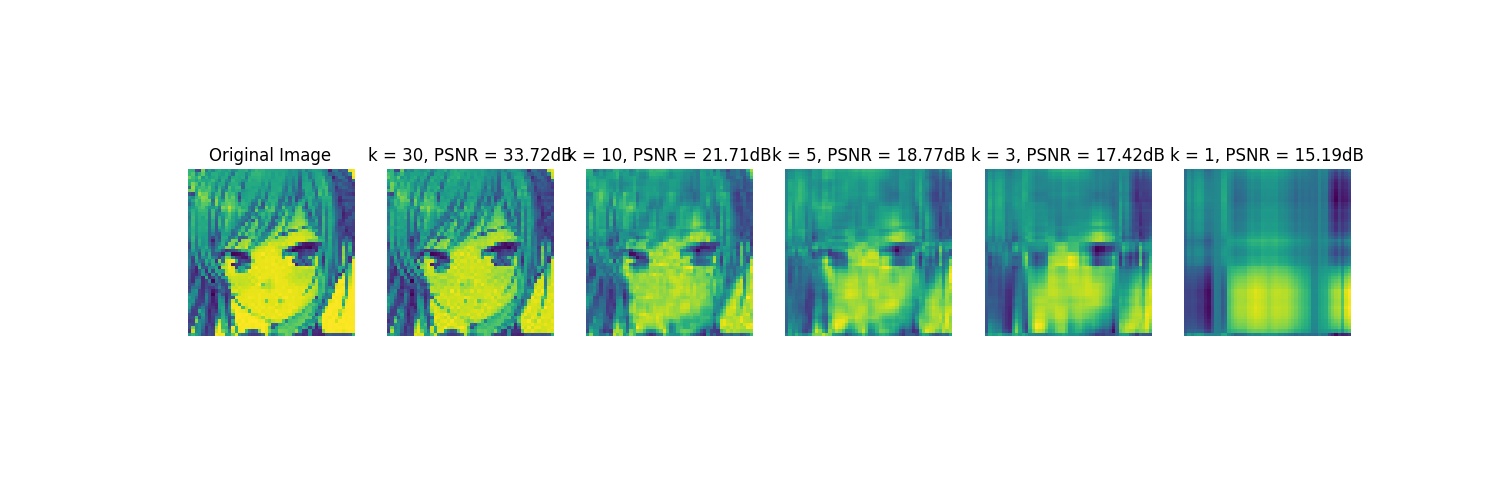 Original Image
k = 30, PSNR = 33.72dB
k = 10, PSNR = 21.71dB
k = 5, PSNR = 18.77dB
k = 3, PSNR = 17.42dB
k = 1, PSNR = 15.19dB